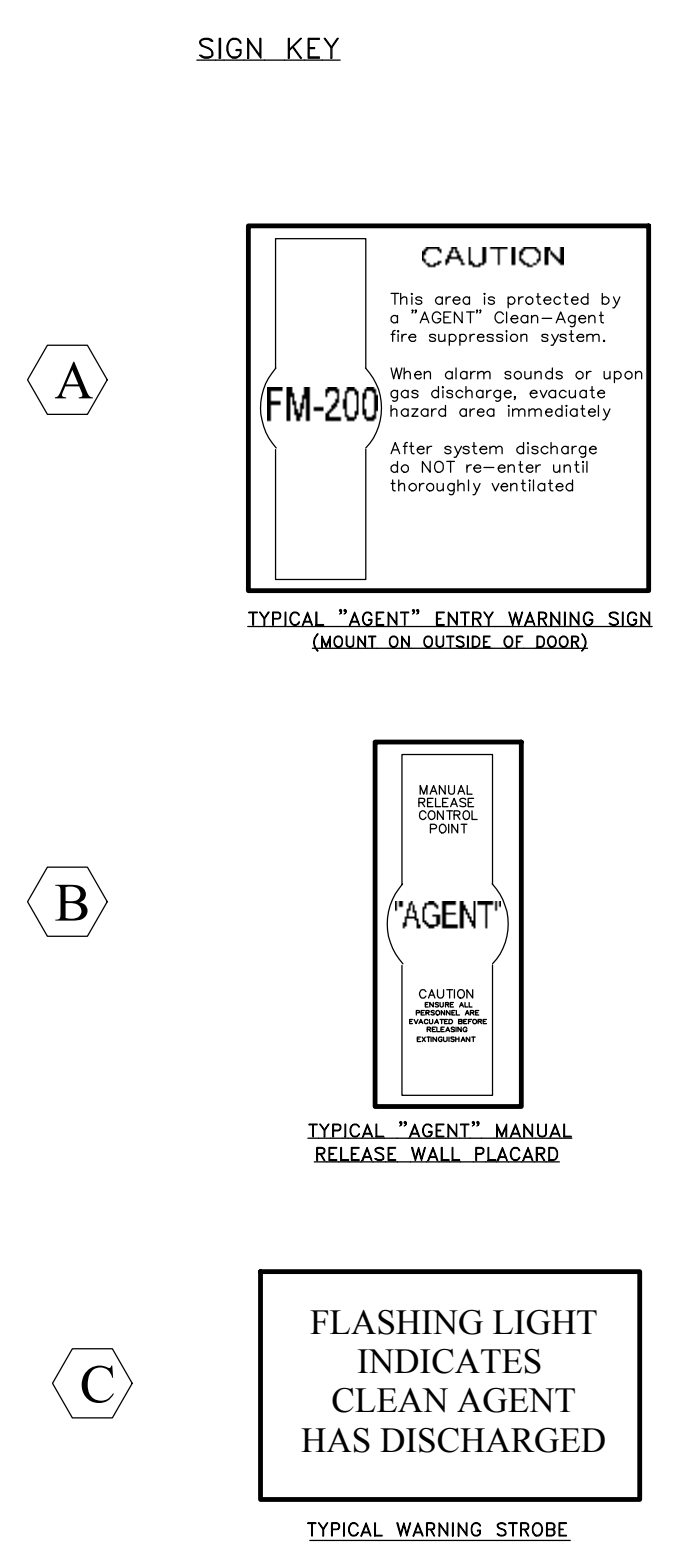 SIGN KEY
A
FM-200
CAUTION
This area is protected by
a "AGENT" Clean-Agent
fire suppression system.
When alarm sounds or upon
gas discharge, evacuate
hazard area immediately
After system discharge
do NOT re-enter until
thoroughly ventilated
TYPICAL "AGENT" ENTRY WARNING SIGN
(MOUNT ON OUTSIDE OF DOOR)
B
MANUAL
RELEASE
CONTROL
POINT
"AGENT"
CAUTION
ENSURE ALL
PERSONNEL ARE
EVACUATED BEFORE
RELEASING
EXTINGUISHANT
TYPICAL "AGENT" MANUAL
RELEASE WALL PLACARD
C
FLASHING LIGHT
INDICATES
CLEAN AGENT
HAS DISCHARGED
TYPICAL WARNING STROBE